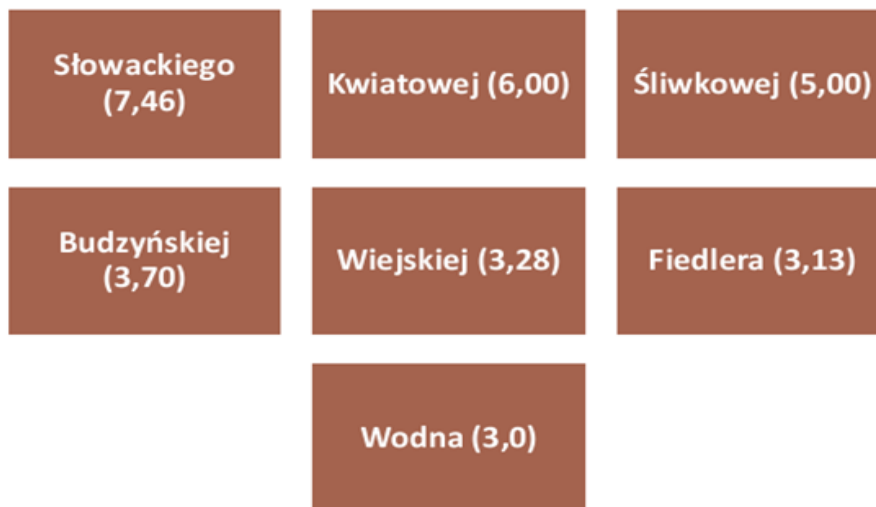 Słowackiego
(7,46)
Kwiatowej (6,00)
Śliwkowej (5,00)
Budzyńskiej
(3,70)
Wiejskiej (3,28)
Fiedlera (3,13)
Wodna (3,0)